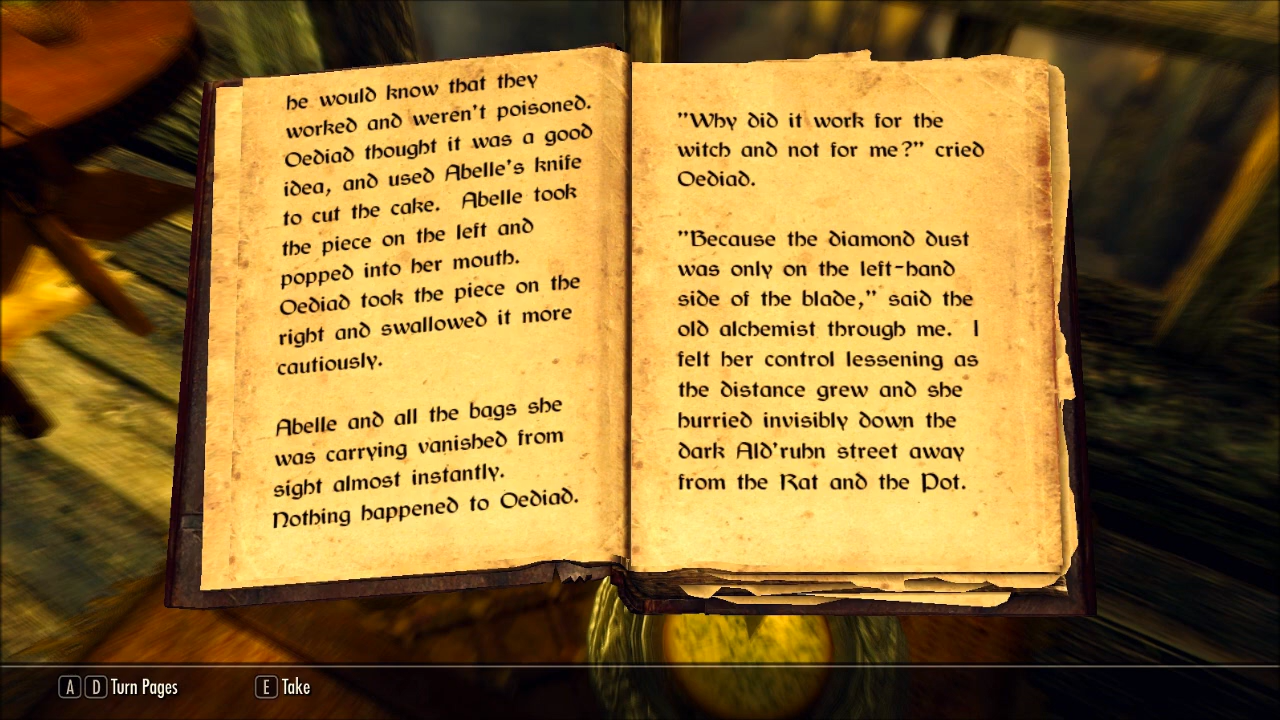 he would know that they
worked and weren't poisoned.
Oediad thought it was a good
idea, and used Abelle's knife
to cut the cake.  Abelle took
the piece on the left and
popped into her mouth.
Oediad took the piece on the
right and swallowed it more
cautiously.
Abelle and all the bags she
was carrying vanished from
sight almost instantly.
Nothing happened to Oediad.
"Why did it work for the
witch and not for me?" cried
Oediad.
"Because the diamond dust
was only on the left-hand
side of the blade," said the
old alchemist through me.  I
felt her control lessening as
the distance grew and she
hurried invisibly down the
dark Ald'ruhn street away
from the Rat and the Pot.
A D Turn Pages
E Take